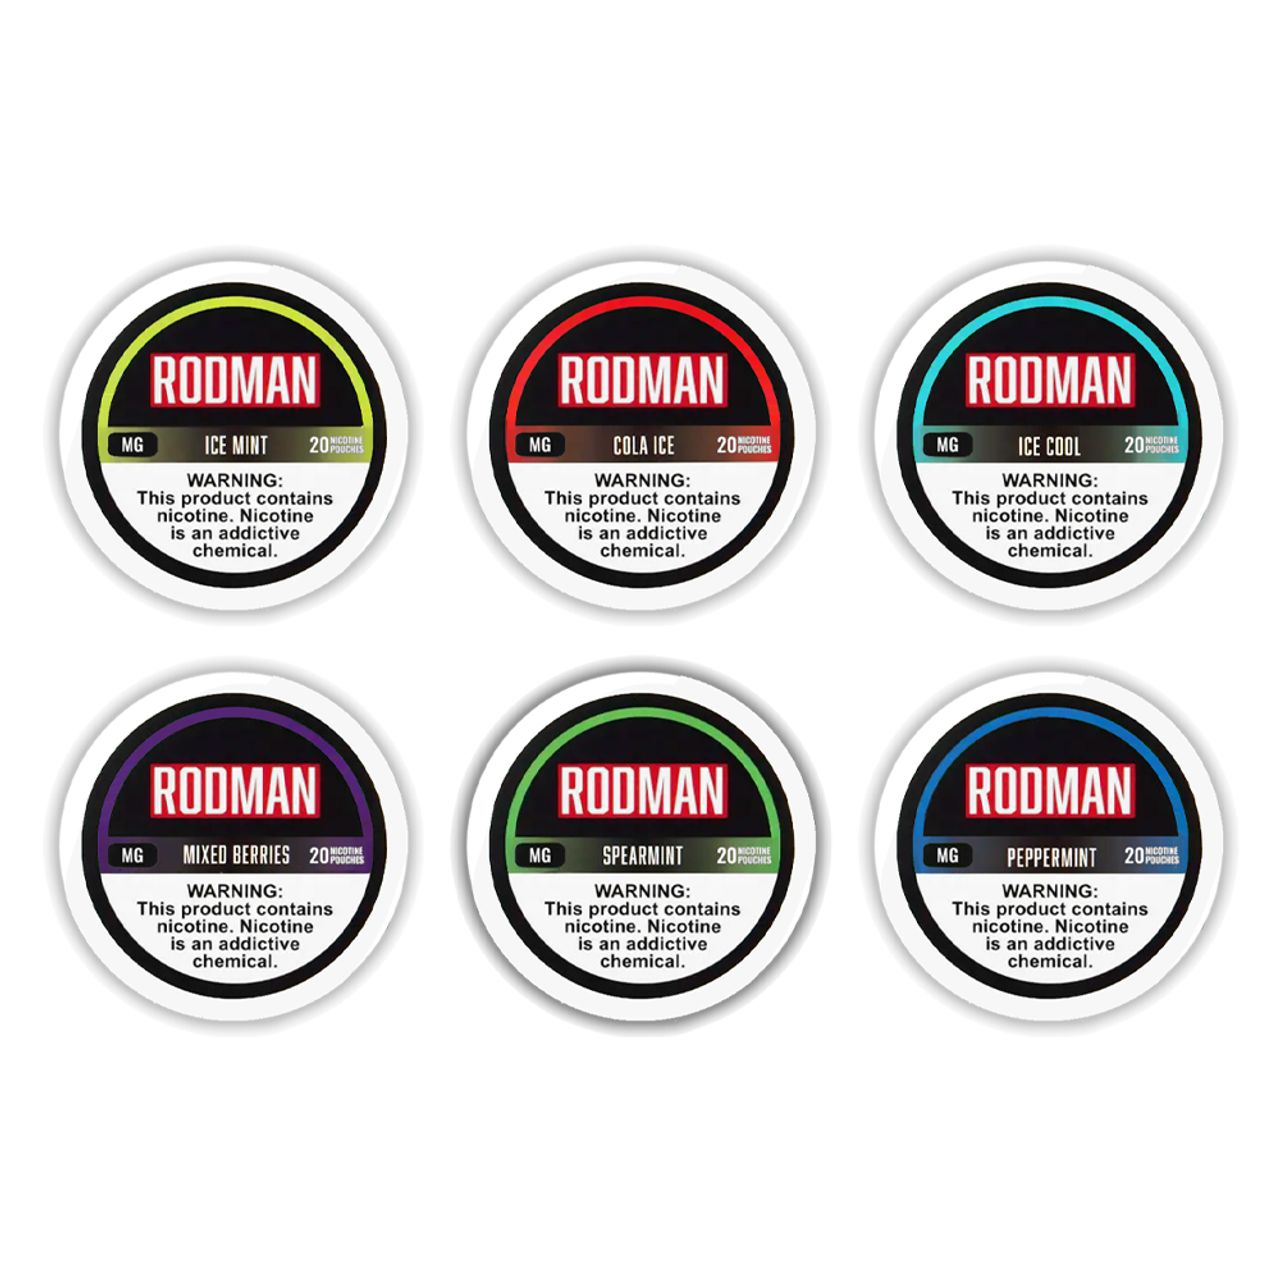 RODMAN
MG ICE MINT 20 NICOTINE POUCHES
WARNING:
This product contains
nicotine. Nicotine
is an addictive
chemical.
RODMAN
MG COLA ICE 20 NICOTINE POUCHES
WARNING:
This product contains
nicotine. Nicotine
is an addictive
chemical.
RODMAN
MG ICE COOL 20 NICOTINE POUCHES
WARNING:
This product contains
nicotine. Nicotine
is an addictive
chemical.
RODMAN
MG MIXED BERRIES 20 NICOTINE POUCHES
WARNING:
This product contains
nicotine. Nicotine
is an addictive
chemical.
RODMAN
MG SPEARMINT 20 NICOTINE POUCHES
WARNING:
This product contains
nicotine. Nicotine
is an addictive
chemical.
RODMAN
MG PEPPERMINT 20 NICOTINE POUCHES
WARNING:
This product contains
nicotine. Nicotine
is an addictive
chemical.